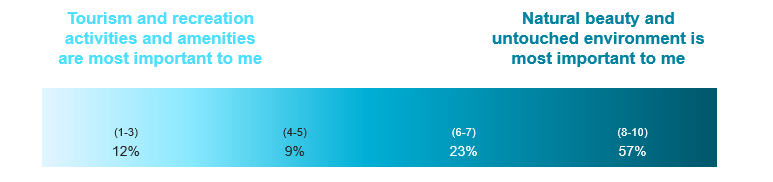 Tourism and recreation
activities and amenities
are most important to me
Natural beauty and
untouched environment is
most important to me
(1-3) (4-5) (6-7) (8-10)
12% 9% 23% 57%